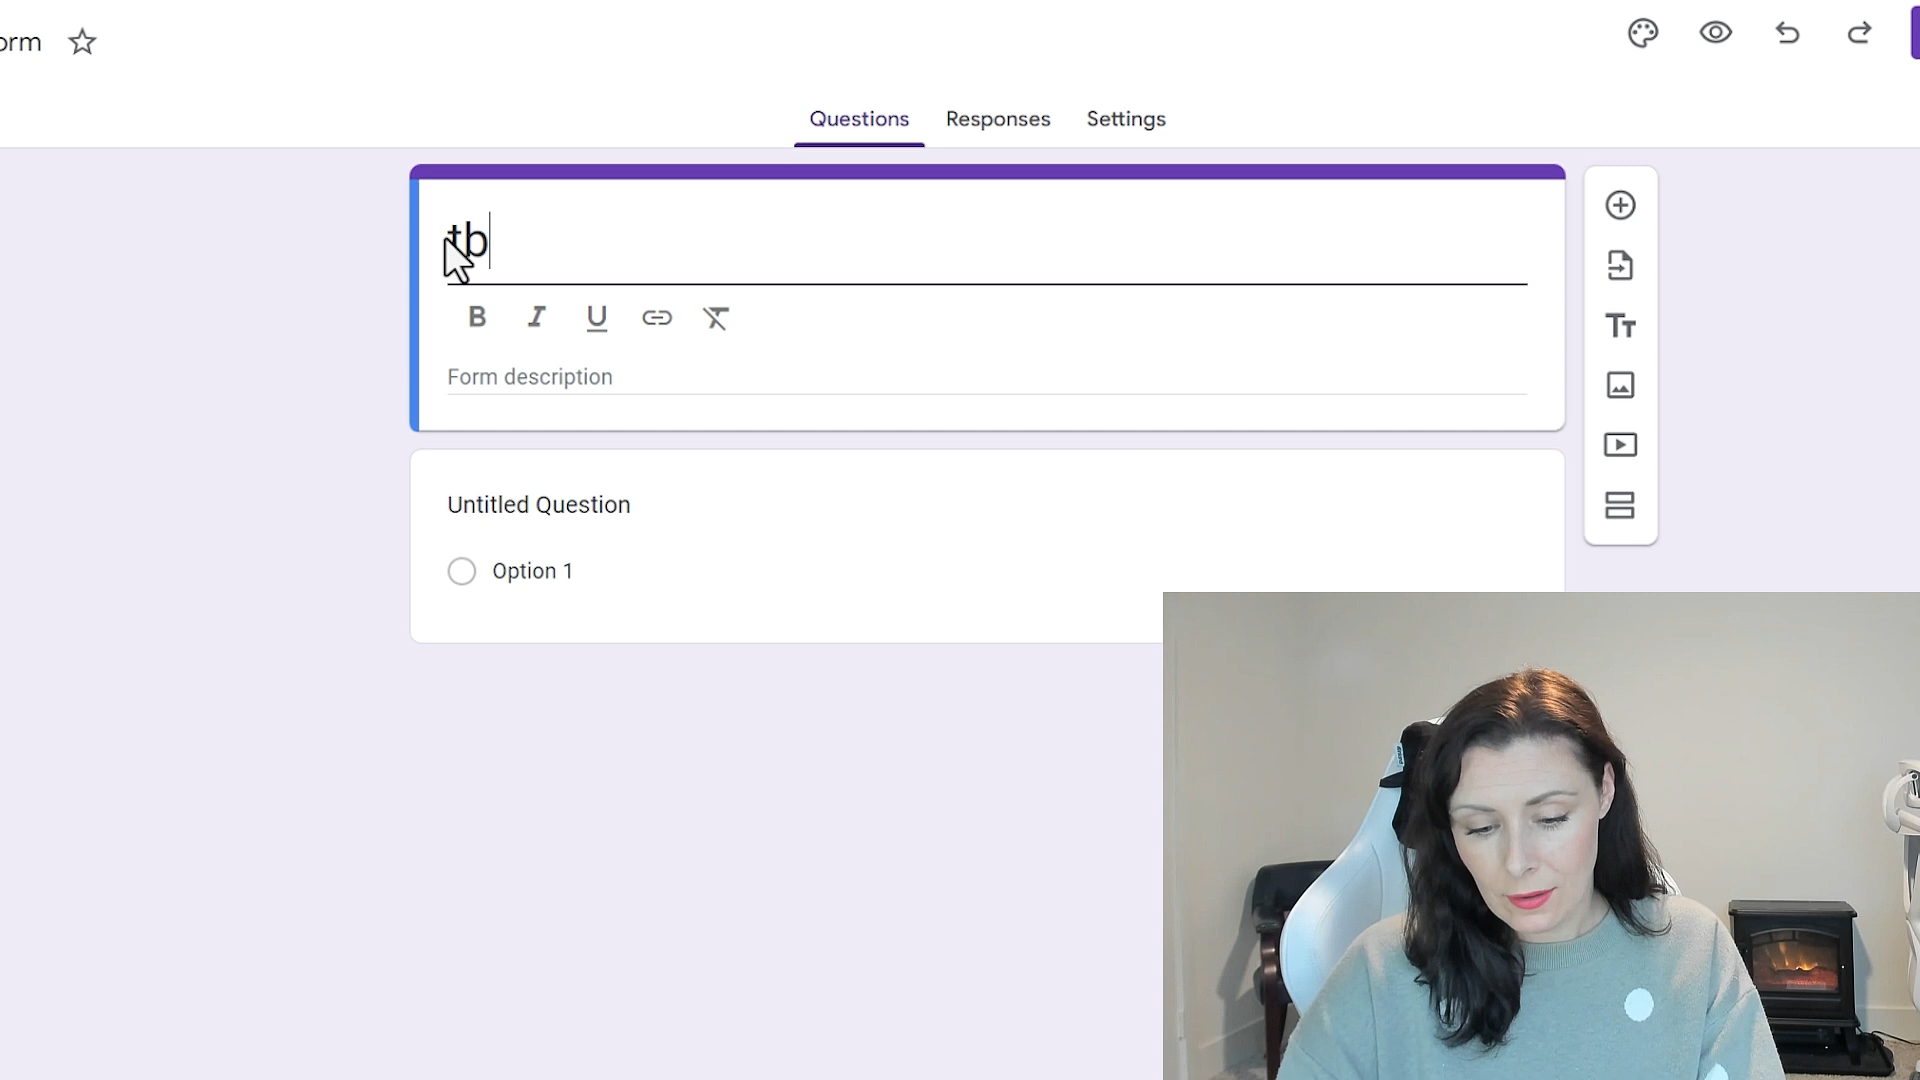 orm
Questions Responses Settings
tb
B I U
Form description
Untitled Question
Option 1